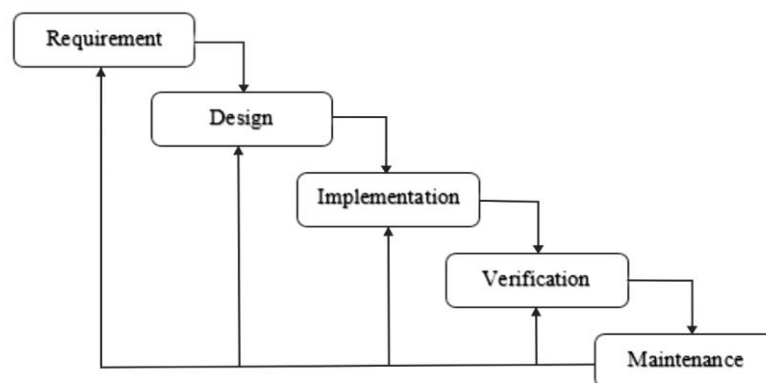 Requirement
Design
Implementation
Verification
Maintenance